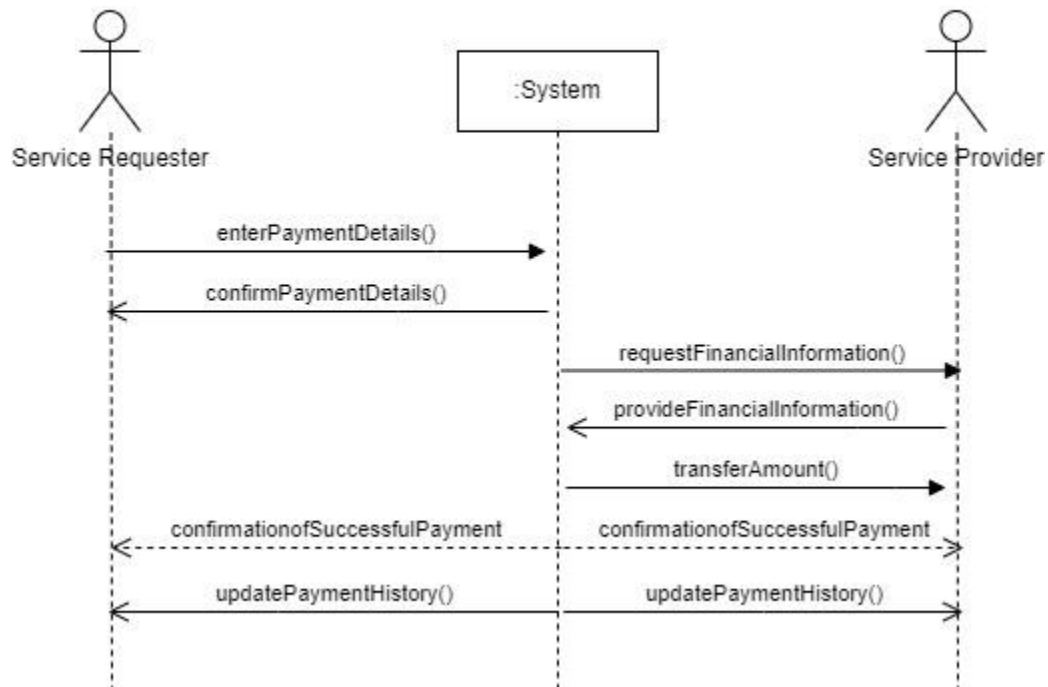 :System
Service Requester
Service Provider
enterPaymentDetails()
confirmPaymentDetails()
requestFinancialInformation()
provideFinancialInformation()
transferAmount()
confirmationofSuccessfulPayment confirmationofSuccessfulPayment
updatePaymentHistory() updatePaymentHistory()